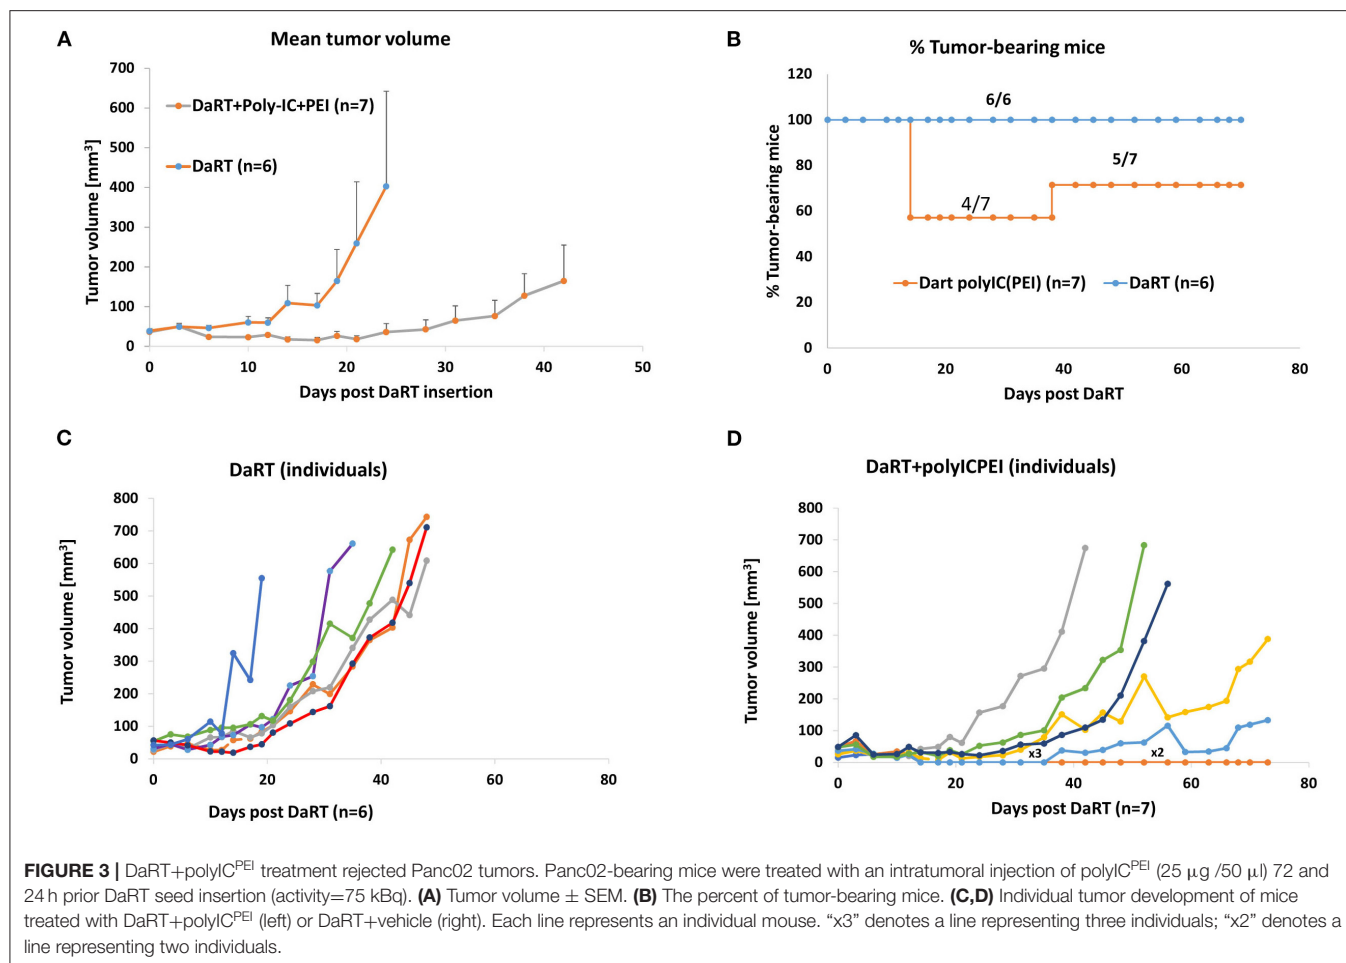 A
Mean tumor volume
700
600
500
400
300
200
100
0
Tumor volume [mm³]
DaRT+Poly-IC+PEI (n=7)
DaRT (n=6)
0
10
20
30
40
50
Days post DaRT insertion
B
% Tumor-bearing mice
120
100
80
60
40
20
0
% Tumor-bearing mice
6/6
5/7
4/7
Dart polyIC(PEI) (n=7)
DaRT (n=6)
0
20
40
60
80
Days post DaRT
C
DaRT (individuals)
800
700
600
500
400
300
200
100
0
Tumor volume [mm³]
0
20
40
60
80
Days post DaRT (n=6)
D
DaRT+polyICPEI (individuals)
800
700
600
500
400
300
200
100
0
Tumor volume [mm³]
x3
x2
0
20
40
60
80
Days post DaRT (n=7)
FIGURE 3 | DaRT+polyIC^PEI treatment rejected Panc02 tumors. Panc02-bearing mice were treated with an intratumoral injection of polyIC^PEI (25 μg /50 μl) 72 and
24 h prior DaRT seed insertion (activity=75 kBq). (A) Tumor volume ± SEM. (B) The percent of tumor-bearing mice. (C,D) Individual tumor development of mice
treated with DaRT+polyIC^PEI (left) or DaRT+vehicle (right). Each line represents an individual mouse. “x3” denotes a line representing three individuals; “x2” denotes a
line representing two individuals.